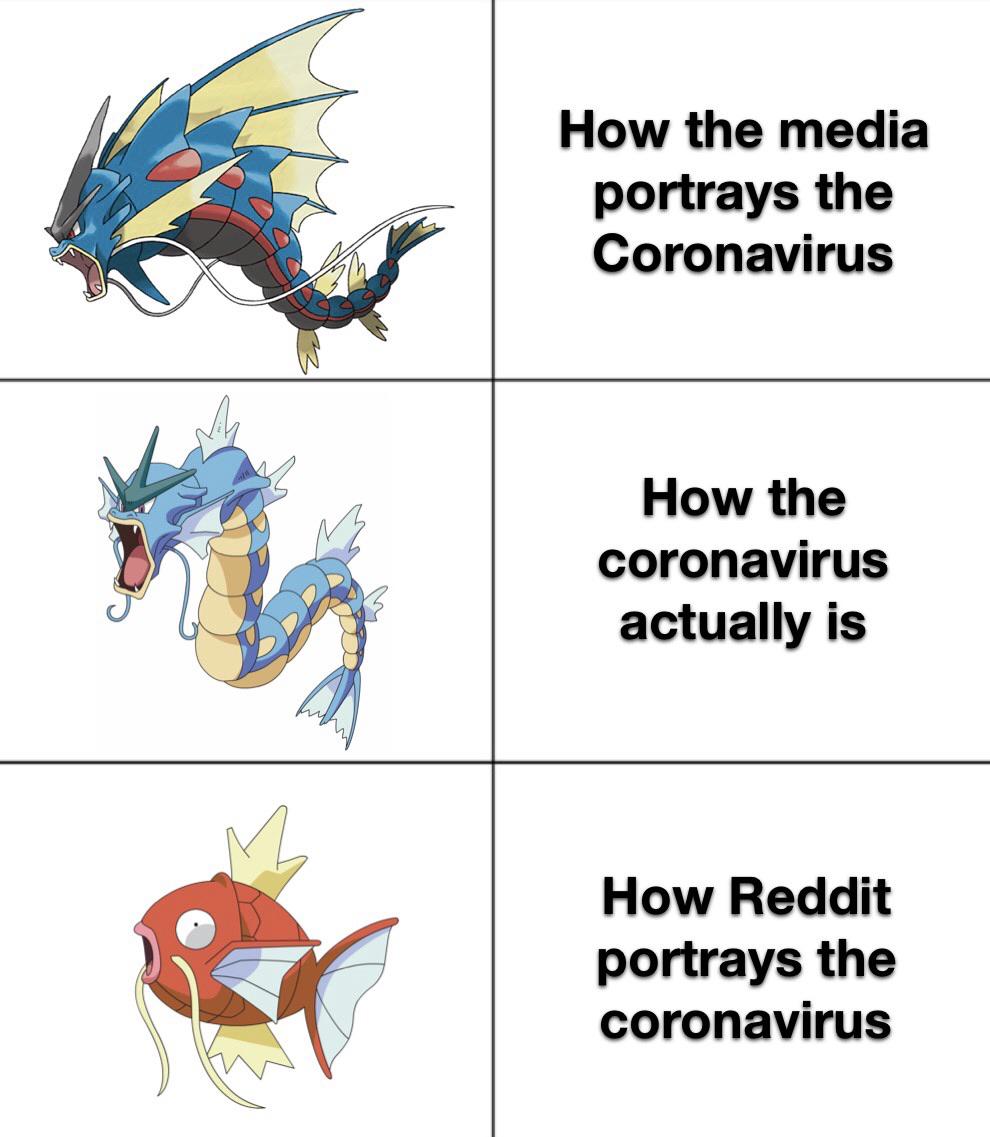 How the media
portrays the
Coronavirus
How the
coronavirus
actually is
How Reddit
portrays the
coronavirus